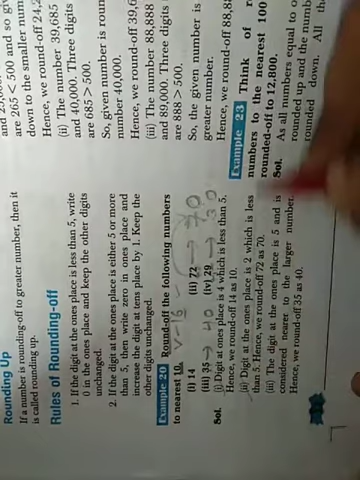 Rounding Up
If a number is rounding-off to greater number, then it
is called rounding up.
Rules of Rounding-off
1. If the digit at the ones place is less than 5, write
0 in the ones place and keep the other digits
unchanged.
2. If the digit at the ones place is either 5 or more
than 5, then write zero in ones place and
increase the digit at tens place by 1. Keep the
other digits unchanged.
Example 20 Round-off the following numbers
to nearest 10.
(i) 14 (ii) 72 → 70
(iii) 35 → 40 (iv) 29 → 30
Sol. (i) Digit at ones place is 4 which is less than 5.
Hence, we round-off 14 as 10.
(ii) Digit at the ones place is 2 which is less
than 5. Hence, we round-off 72 as 70.
(iii) The digit at the ones place is 5 and is
considered nearer to the larger number.
Hence, we round-off 35 as 40.
are 265 < 500 and so
down to the smaller
Hence, we round-off 24,
(ii) The number 39,685
and 40,000. Three digits
are 685 > 500.
So, given number is
number 40,000.
Hence, we round-off 39,6
(iii) The number 88,888
and 89,000. Three digits
are 888 > 500.
So, the given number is
greater number.
Hence, we round-off 88,88
Example 23 Think of
numbers to the nearest 100
rounded-off to 12,800.
Sol. As all numbers equal to
rounded up and the
rounded down. All